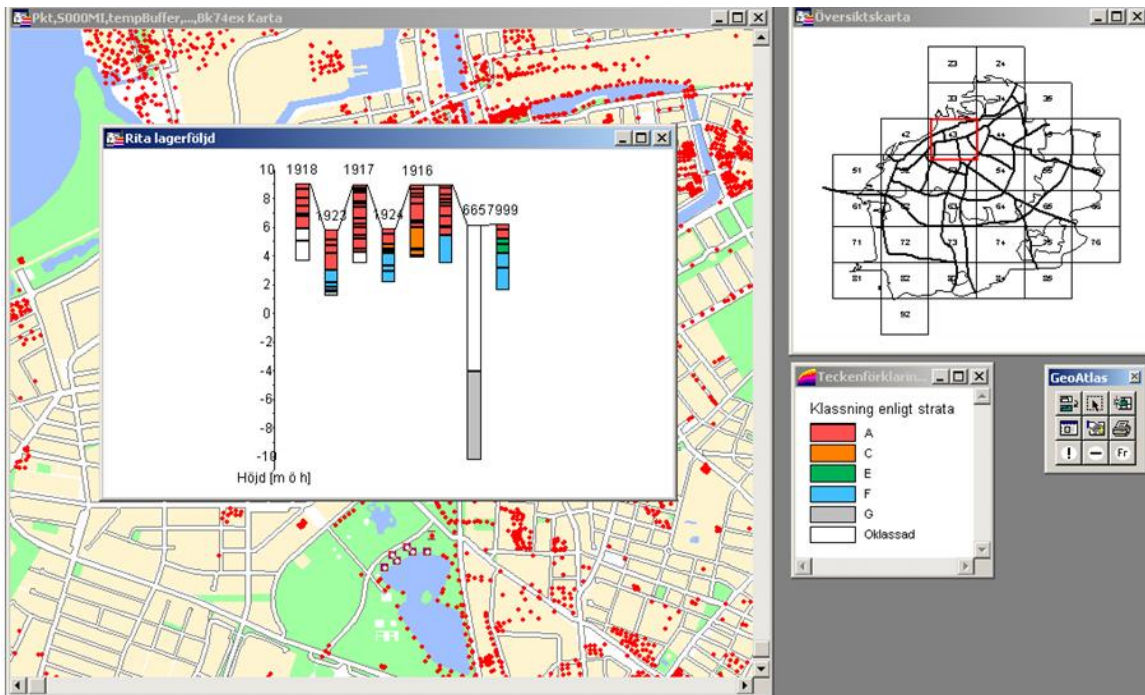 Pkt,S000MI,tempBuffer,...,Bk74ex Karta
Översiktskarta
23 24
33 34 35
42 43 44 45 46
51 52 53 54 55 56
61 62 63 64 65 66
71 72 73 74 75 76
81 82 83 84 85
92
Rita lagerföljd
10 1918 1917 1916
8
1923 1924 6657999
6
4
2
0
-2
-4
-6
-8
-10
Höjd [m ö h]
Teckenförklarin...
Klassning enligt strata
A
C
E
F
G
Oklassad
GeoAtlas
!
Fr